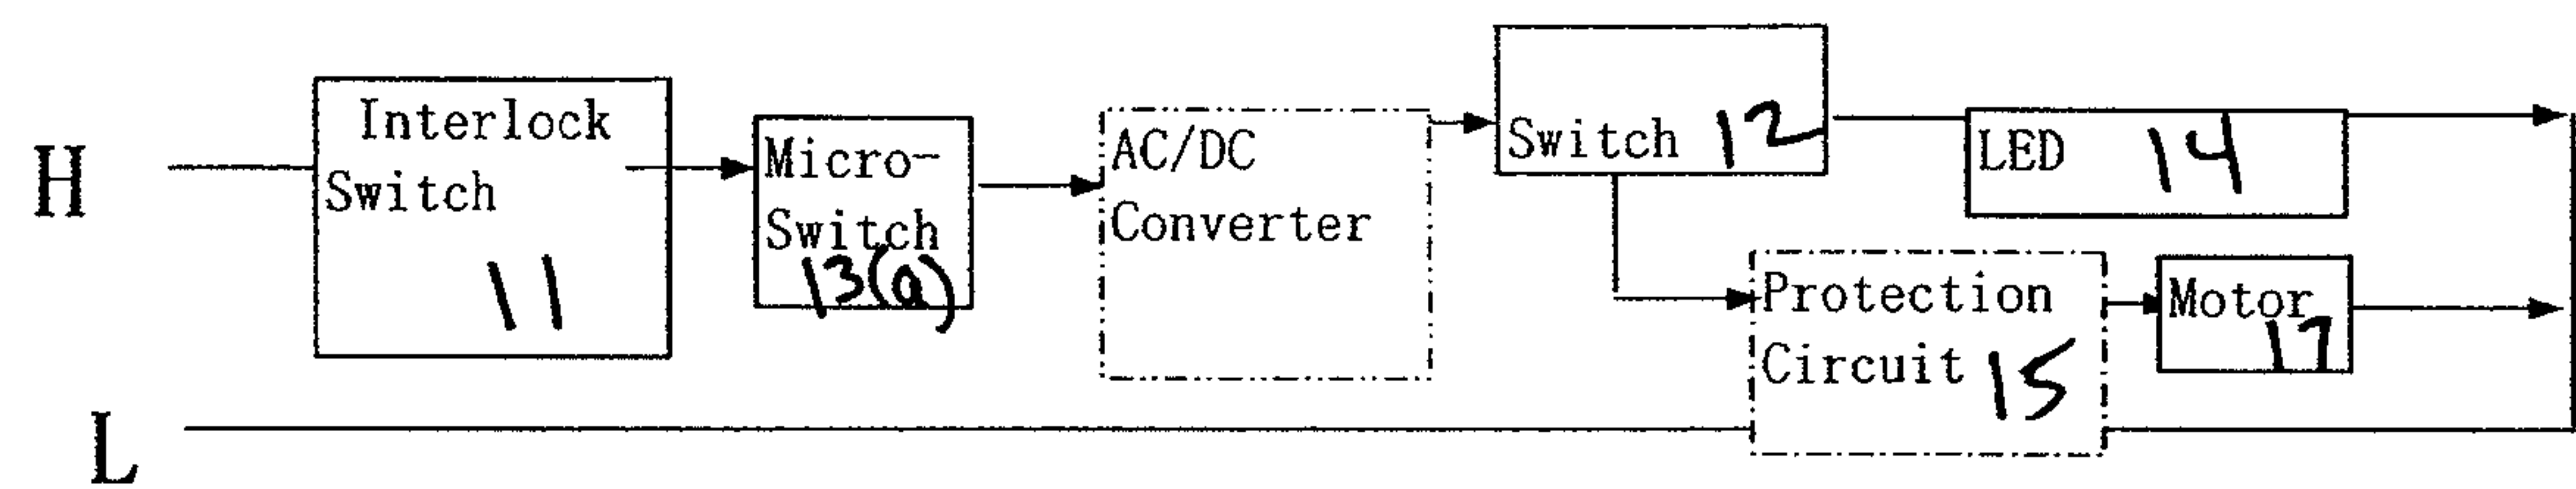 H
Interlock
Switch
11
Micro-
Switch
13(a)
AC/DC
Converter
Switch 12
LED 14
Protection
Circuit 15
Motor
17
L